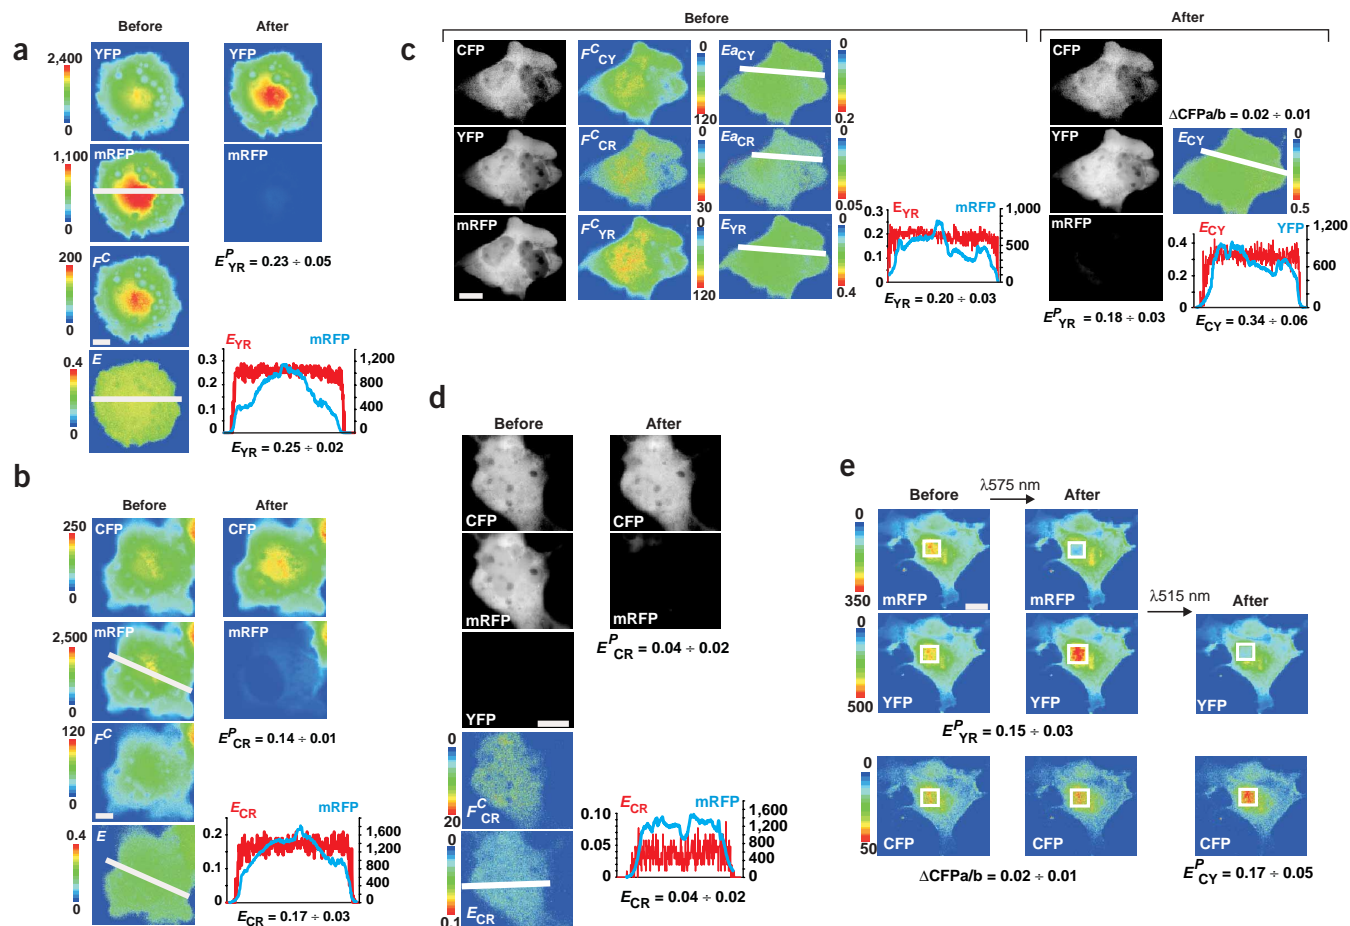 a
Before
After
YFP
YFP
2,400
0
mRFP
mRFP
1,100
0
E^P_YR = 0.23 ÷ 0.05
F^C
200
0
E
0.4
0
E_YR
mRFP
0.3
0.2
0.1
0
1,200
800
400
0
E_YR = 0.25 ÷ 0.02
b
Before
After
CFP
CFP
250
0
mRFP
mRFP
2,500
0
E^P_CR = 0.14 ÷ 0.01
F^C
120
0
E
0.4
0
E_CR
mRFP
0.2
0.1
0
1,600
1,200
800
400
0
E_CR = 0.17 ÷ 0.03
c
Before
After
CFP
F^C_CY
0
120
Ea_CY
0
0.2
YFP
F^C_CR
0
30
Ea_CR
0
0.05
mRFP
F^C_YR
0
120
E_YR
0
0.4
E_YR
mRFP
0.3
0.2
0.1
0
1,000
500
0
E_YR = 0.20 ÷ 0.03
CFP
ΔCFPa/b = 0.02 ÷ 0.01
YFP
E_CY
0
0.5
mRFP
E^P_YR = 0.18 ÷ 0.03
E_CY
YFP
0.4
0.2
0
1,200
800
400
0
E_CY = 0.34 ÷ 0.06
d
Before
After
CFP
CFP
mRFP
mRFP
E^P_CR = 0.04 ÷ 0.02
YFP
F^C_CR
0
20
E_CR
0
0.1
E_CR
mRFP
0.10
0.05
0
1,600
1,200
800
400
0
E_CR = 0.04 ÷ 0.02
e
Before
λ575 nm
After
mRFP
mRFP
0
350
λ515 nm
After
YFP
YFP
YFP
0
500
E^P_YR = 0.15 ÷ 0.03
CFP
CFP
CFP
0
50
ΔCFPa/b = 0.02 ÷ 0.01
E^P_CY = 0.17 ÷ 0.05